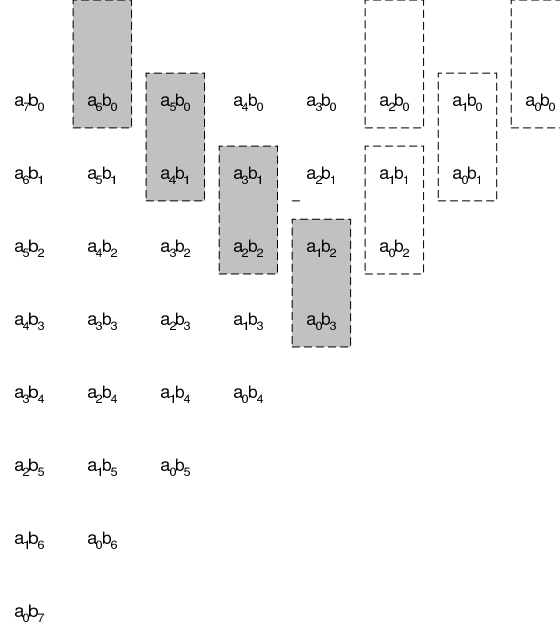 a₇b₀ a₆b₀ a₅b₀ a₄b₀ a₃b₀ a₂b₀ a₁b₀ a₀b₀
a₆b₁ a₅b₁ a₄b₁ a₃b₁ a₂b₁ a₁b₁ a₀b₁
a₅b₂ a₄b₂ a₃b₂ a₂b₂ a₁b₂ a₀b₂
a₄b₃ a₃b₃ a₂b₃ a₁b₃ a₀b₃
a₃b₄ a₂b₄ a₁b₄ a₀b₄
a₂b₅ a₁b₅ a₀b₅
a₁b₆ a₀b₆
a₀b₇